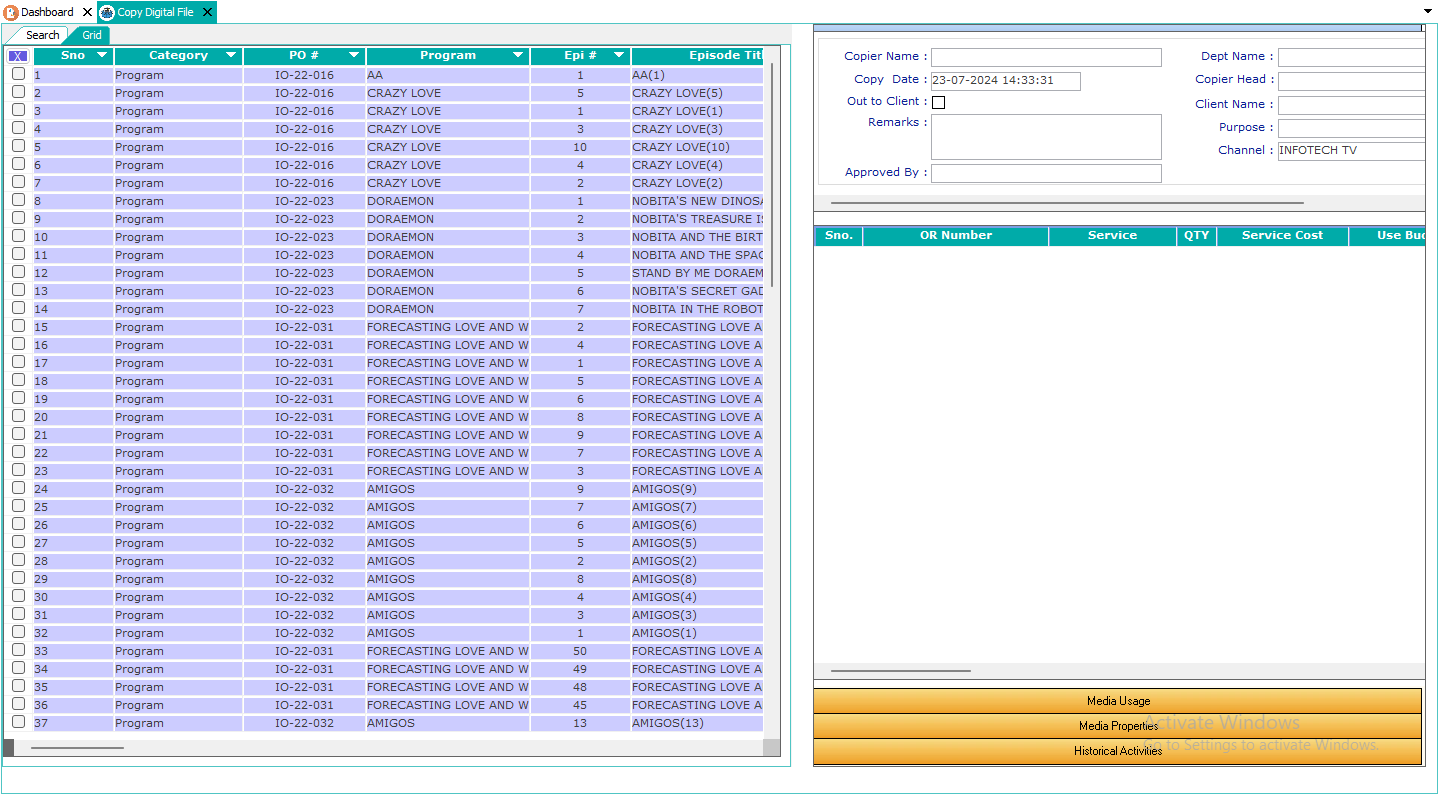 Dashboard X Copy Digital File X
Search Grid
X Sno Category PO # Program Epi # Episode Titl
1 Program IO-22-016 AA 1 AA(1)
2 Program IO-22-016 CRAZY LOVE 5 CRAZY LOVE(5)
3 Program IO-22-016 CRAZY LOVE 1 CRAZY LOVE(1)
4 Program IO-22-016 CRAZY LOVE 3 CRAZY LOVE(3)
5 Program IO-22-016 CRAZY LOVE 10 CRAZY LOVE(10)
6 Program IO-22-016 CRAZY LOVE 4 CRAZY LOVE(4)
7 Program IO-22-016 CRAZY LOVE 2 CRAZY LOVE(2)
8 Program IO-22-023 DORAEMON 1 NOBITA'S NEW DINOSA
9 Program IO-22-023 DORAEMON 2 NOBITA'S TREASURE IS
10 Program IO-22-023 DORAEMON 3 NOBITA AND THE BIRT
11 Program IO-22-023 DORAEMON 4 NOBITA AND THE SPAC
12 Program IO-22-023 DORAEMON 5 STAND BY ME DORAEM
13 Program IO-22-023 DORAEMON 6 NOBITA'S SECRET GAD
14 Program IO-22-023 DORAEMON 7 NOBITA IN THE ROBOT
15 Program IO-22-031 FORECASTING LOVE AND W 2 FORECASTING LOVE A
16 Program IO-22-031 FORECASTING LOVE AND W 4 FORECASTING LOVE A
17 Program IO-22-031 FORECASTING LOVE AND W 1 FORECASTING LOVE A
18 Program IO-22-031 FORECASTING LOVE AND W 5 FORECASTING LOVE A
19 Program IO-22-031 FORECASTING LOVE AND W 6 FORECASTING LOVE A
20 Program IO-22-031 FORECASTING LOVE AND W 8 FORECASTING LOVE A
21 Program IO-22-031 FORECASTING LOVE AND W 9 FORECASTING LOVE A
22 Program IO-22-031 FORECASTING LOVE AND W 7 FORECASTING LOVE A
23 Program IO-22-031 FORECASTING LOVE AND W 3 FORECASTING LOVE A
24 Program IO-22-032 AMIGOS 9 AMIGOS(9)
25 Program IO-22-032 AMIGOS 7 AMIGOS(7)
26 Program IO-22-032 AMIGOS 6 AMIGOS(6)
27 Program IO-22-032 AMIGOS 5 AMIGOS(5)
28 Program IO-22-032 AMIGOS 2 AMIGOS(2)
29 Program IO-22-032 AMIGOS 8 AMIGOS(8)
30 Program IO-22-032 AMIGOS 4 AMIGOS(4)
31 Program IO-22-032 AMIGOS 3 AMIGOS(3)
32 Program IO-22-032 AMIGOS 1 AMIGOS(1)
33 Program IO-22-031 FORECASTING LOVE AND W 50 FORECASTING LOVE A
34 Program IO-22-031 FORECASTING LOVE AND W 49 FORECASTING LOVE A
35 Program IO-22-031 FORECASTING LOVE AND W 48 FORECASTING LOVE A
36 Program IO-22-031 FORECASTING LOVE AND W 45 FORECASTING LOVE A
37 Program IO-22-032 AMIGOS 13 AMIGOS(13)
Copier Name : Dept Name :
Copy Date : 23-07-2024 14:33:31 Copier Head :
Out to Client : Client Name :
Remarks : Purpose :
Channel : INFOTECH TV
Approved By :
Sno. OR Number Service QTY Service Cost Use Buc
Media Usage
Media Properties
Historical Activities
Activate Windows
Go to Settings to activate Windows.